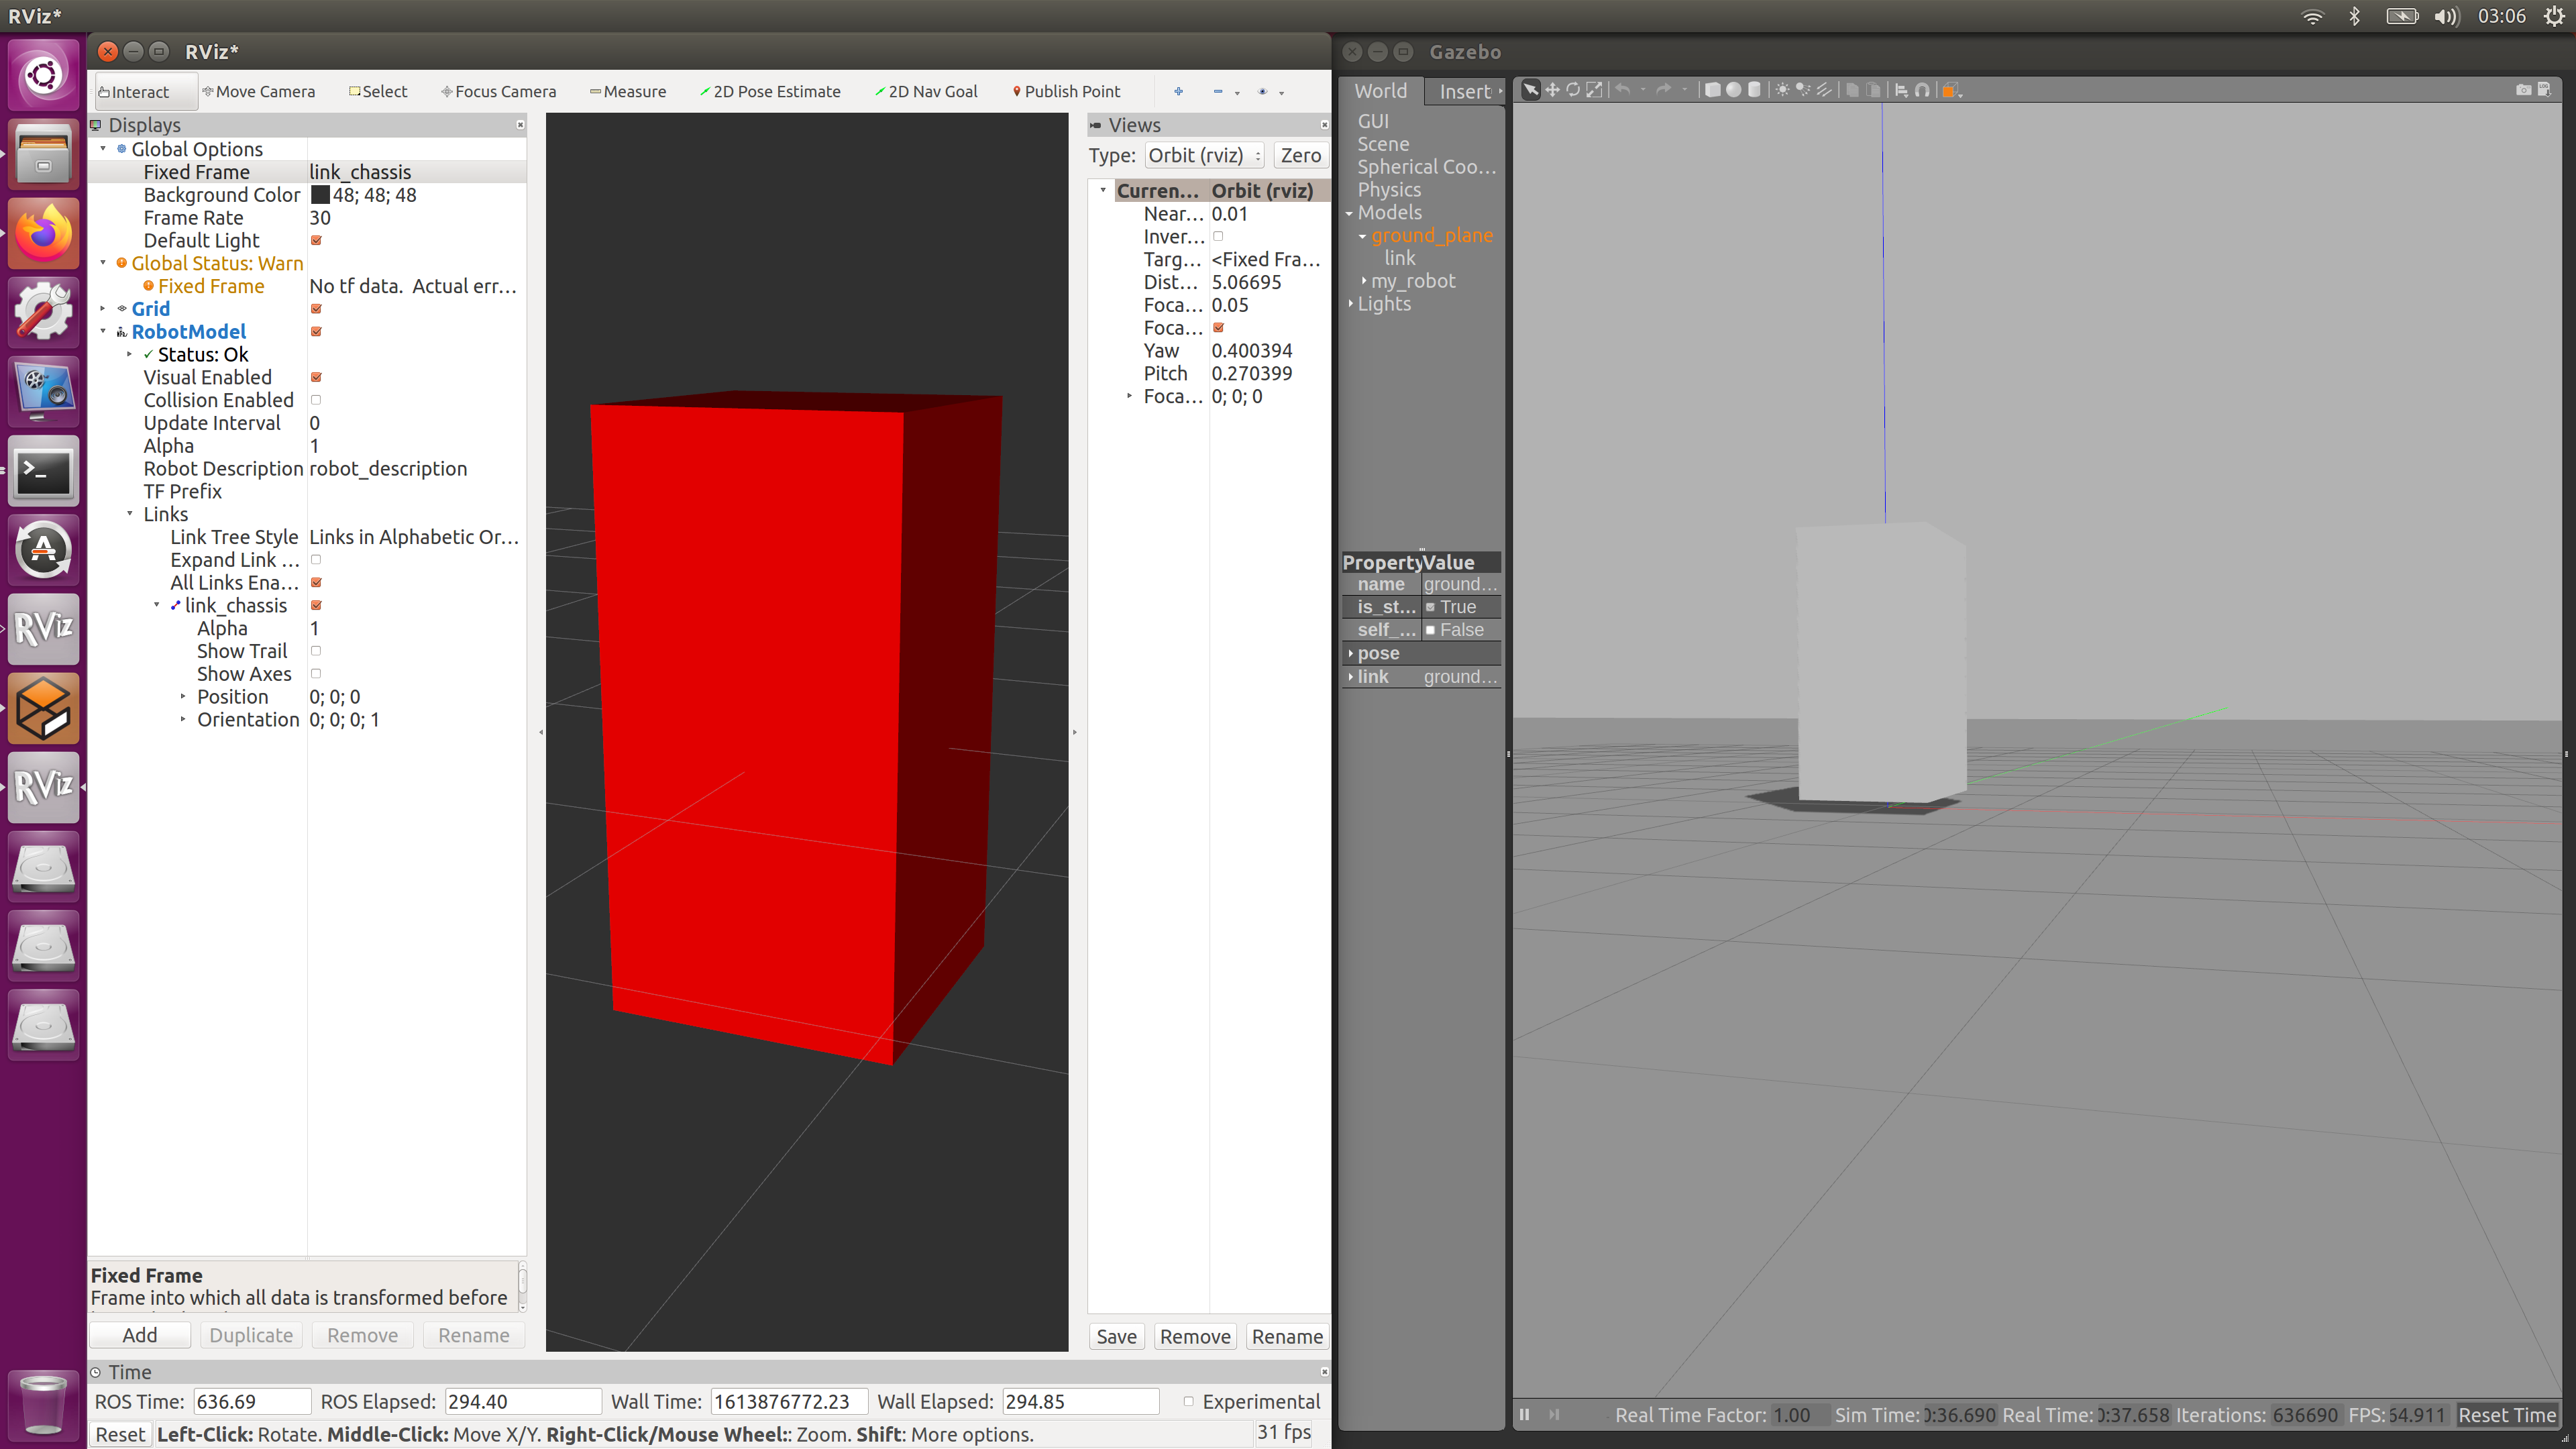 RViz*
03:06
RViz*
Interact Move Camera Select Focus Camera Measure 2D Pose Estimate 2D Nav Goal Publish Point
Displays
Global Options
Fixed Frame link_chassis
Background Color 48; 48; 48
Frame Rate 30
Default Light
Global Status: Warn
Fixed Frame No tf data. Actual err...
Grid
RobotModel
Status: Ok
Visual Enabled
Collision Enabled
Update Interval 0
Alpha 1
Robot Description robot_description
TF Prefix
Links
Link Tree Style Links in Alphabetic Or...
Expand Link ...
All Links Ena...
link_chassis
Alpha 1
Show Trail
Show Axes
Position 0; 0; 0
Orientation 0; 0; 0; 1
Fixed Frame
Frame into which all data is transformed before
Add Duplicate Remove Rename
Views
Type: Orbit (rviz) Zero
Curren... Orbit (rviz)
Near... 0.01
Inver...
Targ... <Fixed Fra...
Dist... 5.06695
Foca... 0.05
Foca...
Yaw 0.400394
Pitch 0.270399
Foca... 0; 0; 0
Save Remove Rename
Time
ROS Time: 636.69 ROS Elapsed: 294.40 Wall Time: 1613876772.23 Wall Elapsed: 294.85 Experimental
Reset Left-Click: Rotate. Middle-Click: Move X/Y. Right-Click/Mouse Wheel:: Zoom. Shift: More options. 31 fps
RViz
RViz
Gazebo
World Insert
GUI
Scene
Spherical Coo...
Physics
Models
ground_plane
link
my_robot
Lights
Property Value
name ground...
is_st... True
self_... False
pose
link ground...
Real Time Factor: 1.00 Sim Time: 0:36.690 Real Time: 0:37.658 Iterations: 636690 FPS: 64.911 Reset Time